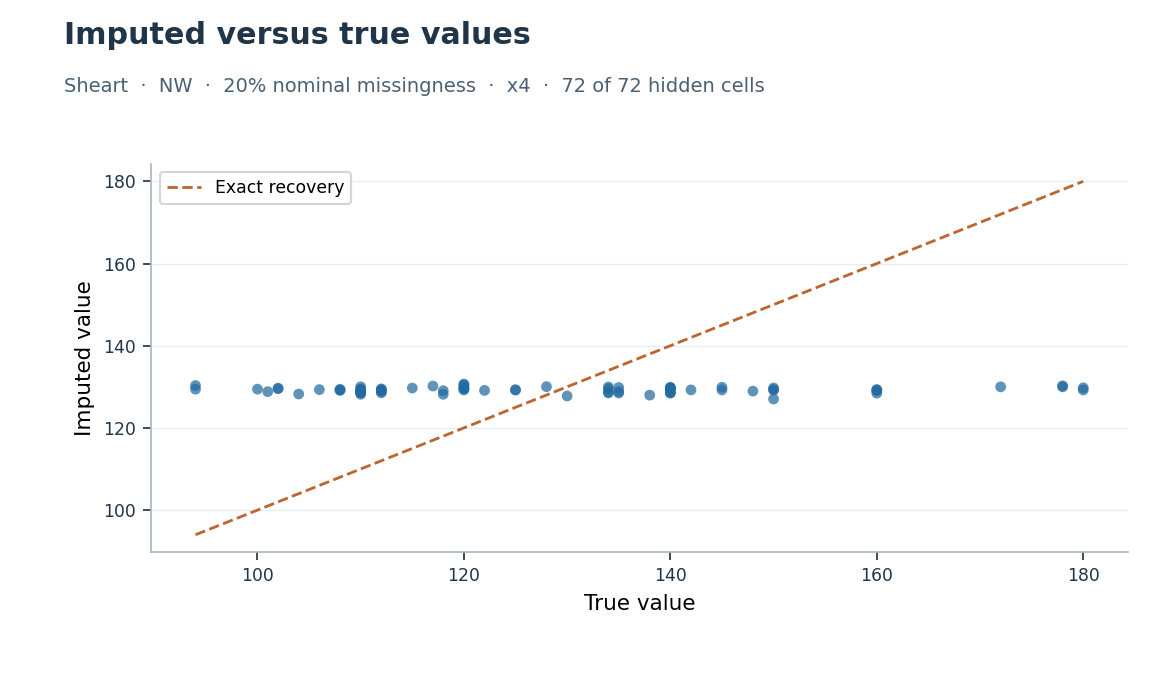 Imputed versus true values
Sheart · NW · 20% nominal missingness · x4 · 72 of 72 hidden cells
Exact recovery
180
160
140
120
100
Imputed value
100 120 140 160 180
True value